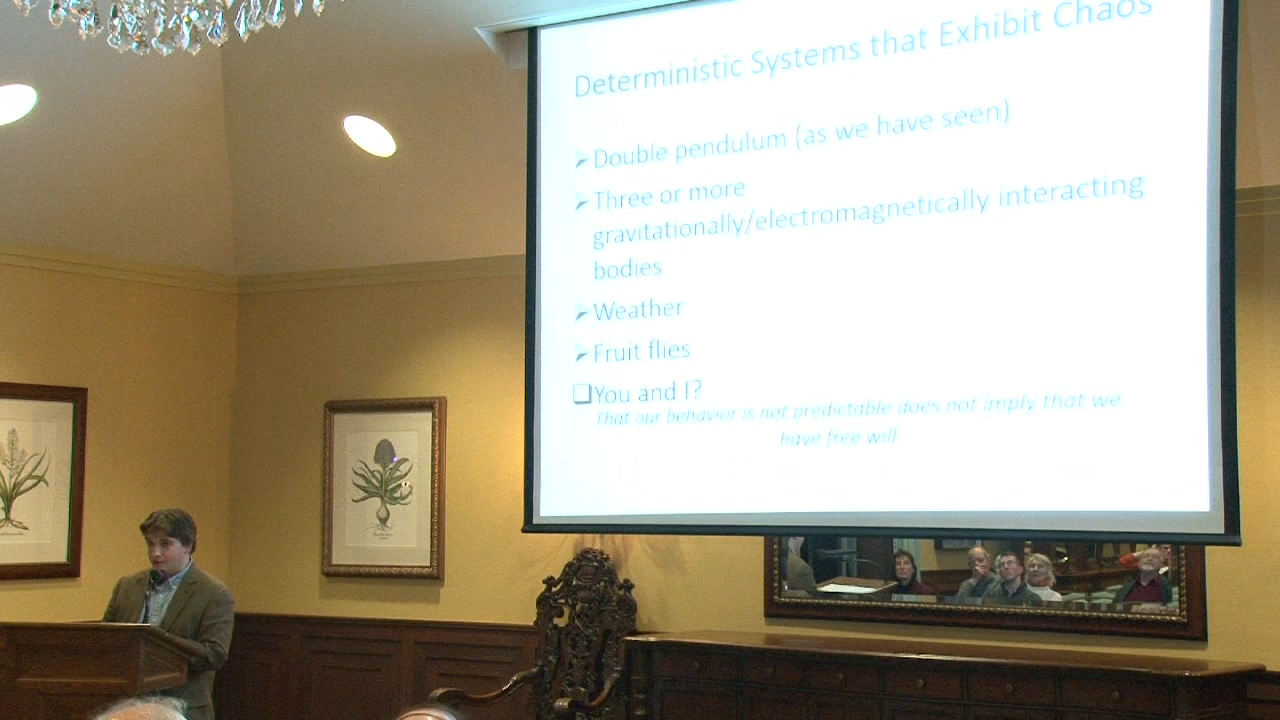 Deterministic Systems that Exhibit Chaos
➢Double pendulum (as we have seen)
➢Three or more
gravitationally/electromagnetically interacting
bodies
➢Weather
➢Fruit flies
❑You and I?
That our behavior is not predictable does not imply that we
have free will